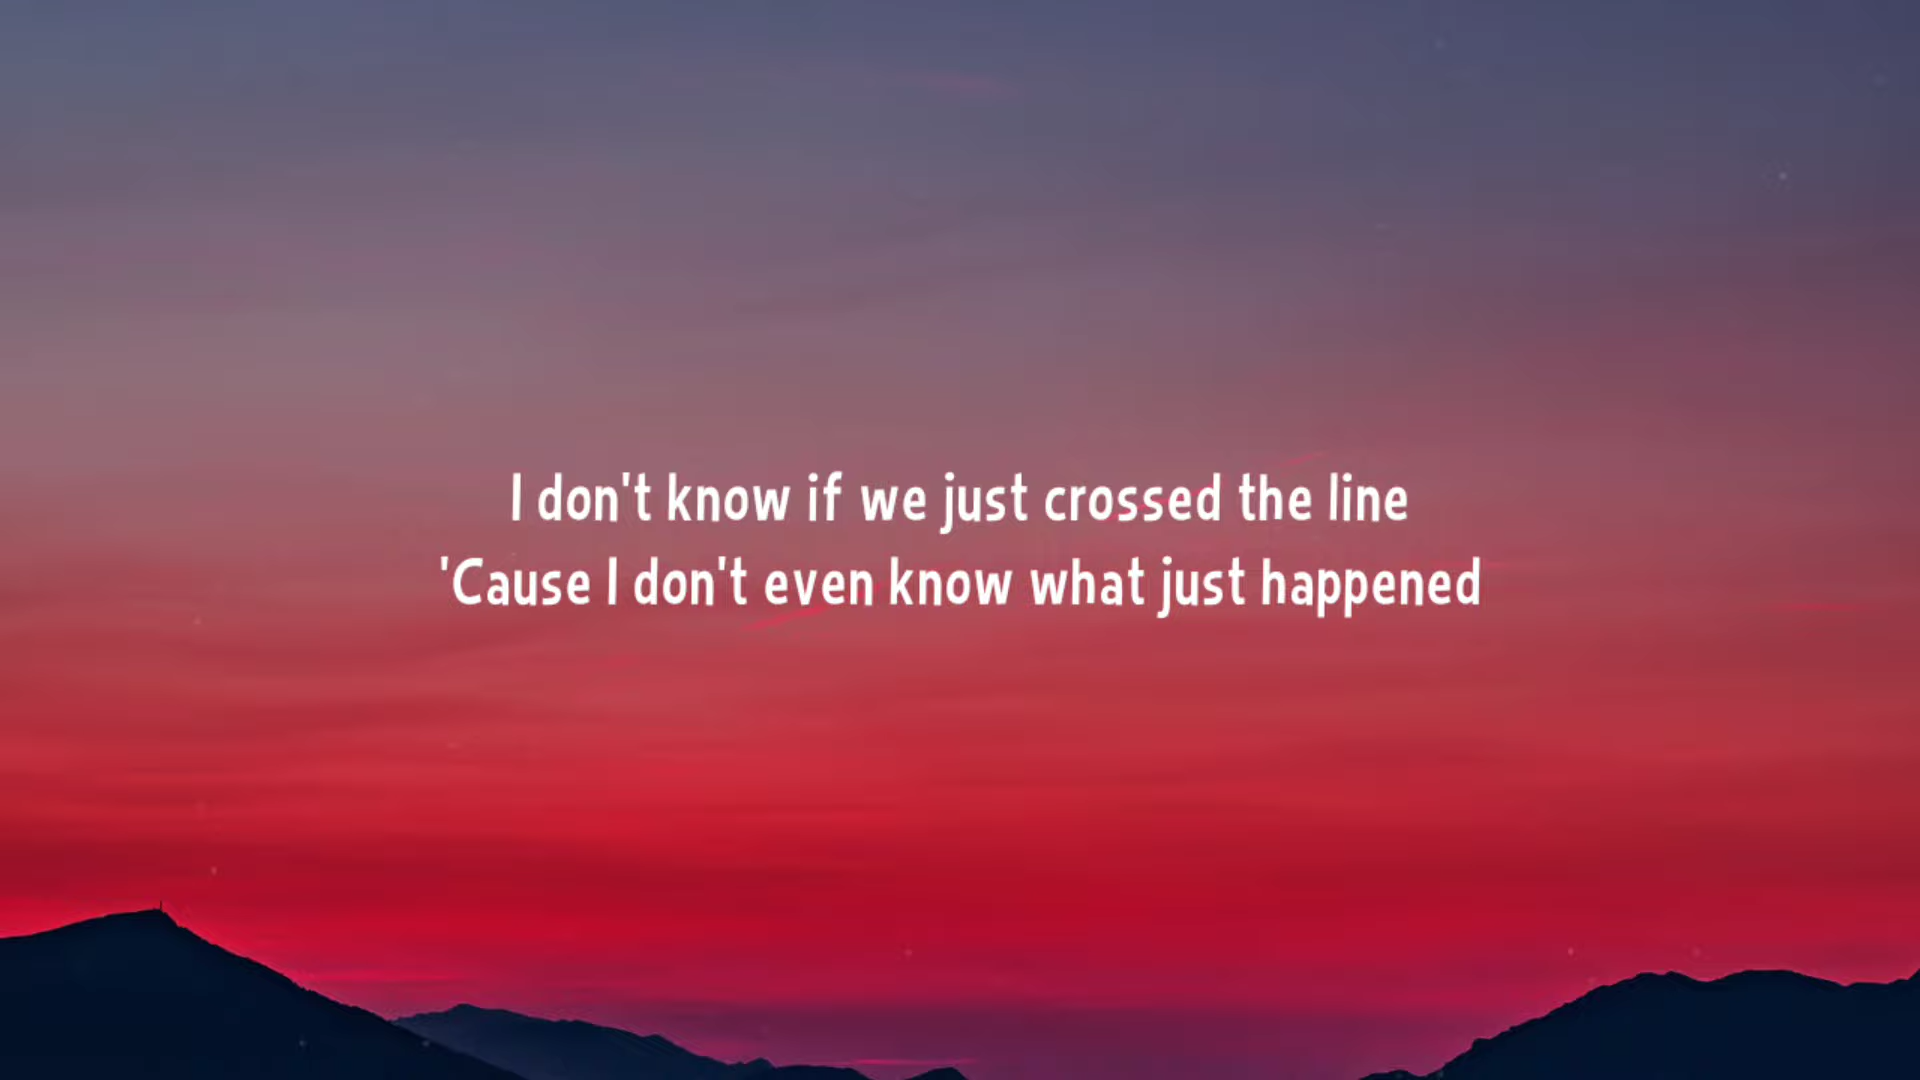 I don't know if we just crossed the line
'Cause I don't even know what just happened